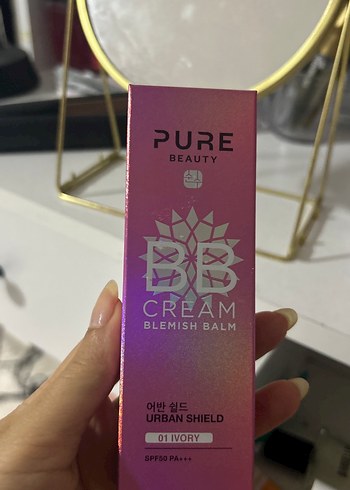 PURE
BEAUTY
BB
CREAM
BLEMISH BALM
어반 쉴드
URBAN SHIELD
01 IVORY
SPF50 PA+++